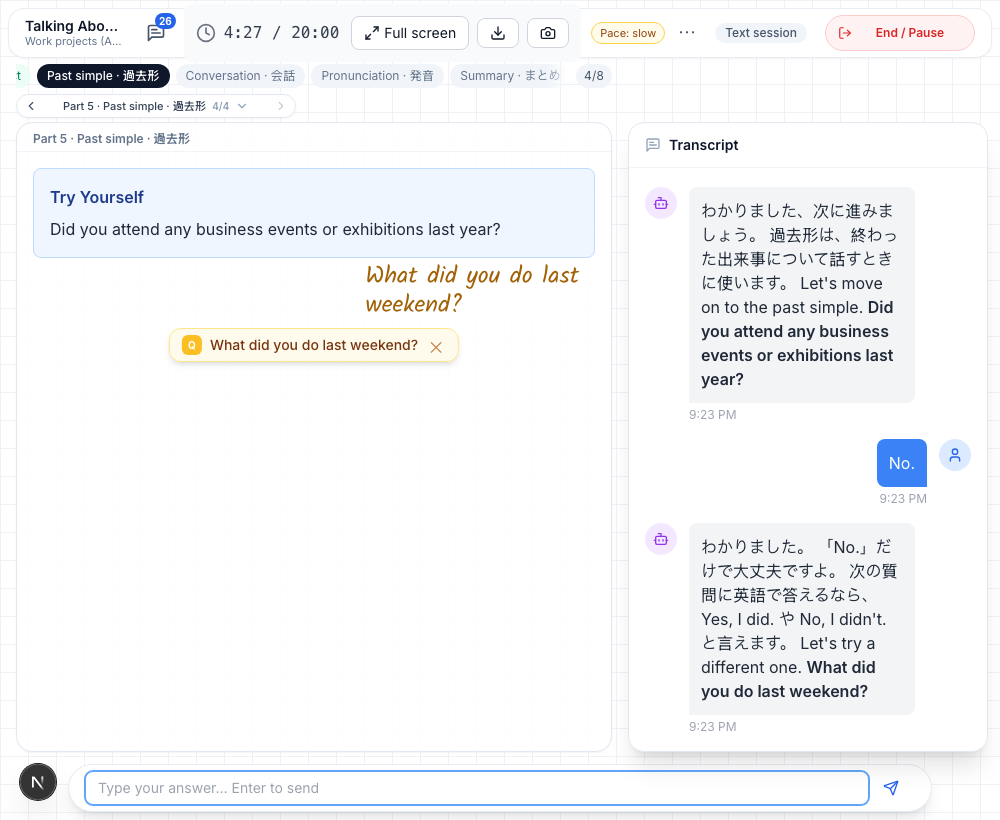 Talking Abo...
Work projects (A...
26
4:27 / 20:00
Full screen
Pace: slow
Text session
End / Pause
t
Past simple · 過去形
Conversation · 会話
Pronunciation · 発音
Summary · まとめ
4/8
Part 5 · Past simple · 過去形 4/4
Part 5 · Past simple · 過去形
Try Yourself
Did you attend any business events or exhibitions last year?
What did you do last
weekend?
Q What did you do last weekend?
Transcript
わかりました、次に進みま
しょう。 過去形は、終わっ
た出来事について話すとき
に使います。 Let's move
on to the past simple. Did
you attend any business
events or exhibitions last
year?
9:23 PM
No.
9:23 PM
わかりました。 「No.」だ
けで大丈夫ですよ。 次の質
問に英語で答えるなら、
Yes, I did. や No, I didn't.
と言えます。 Let's try a
different one. What did
you do last weekend?
9:23 PM
N
Type your answer... Enter to send